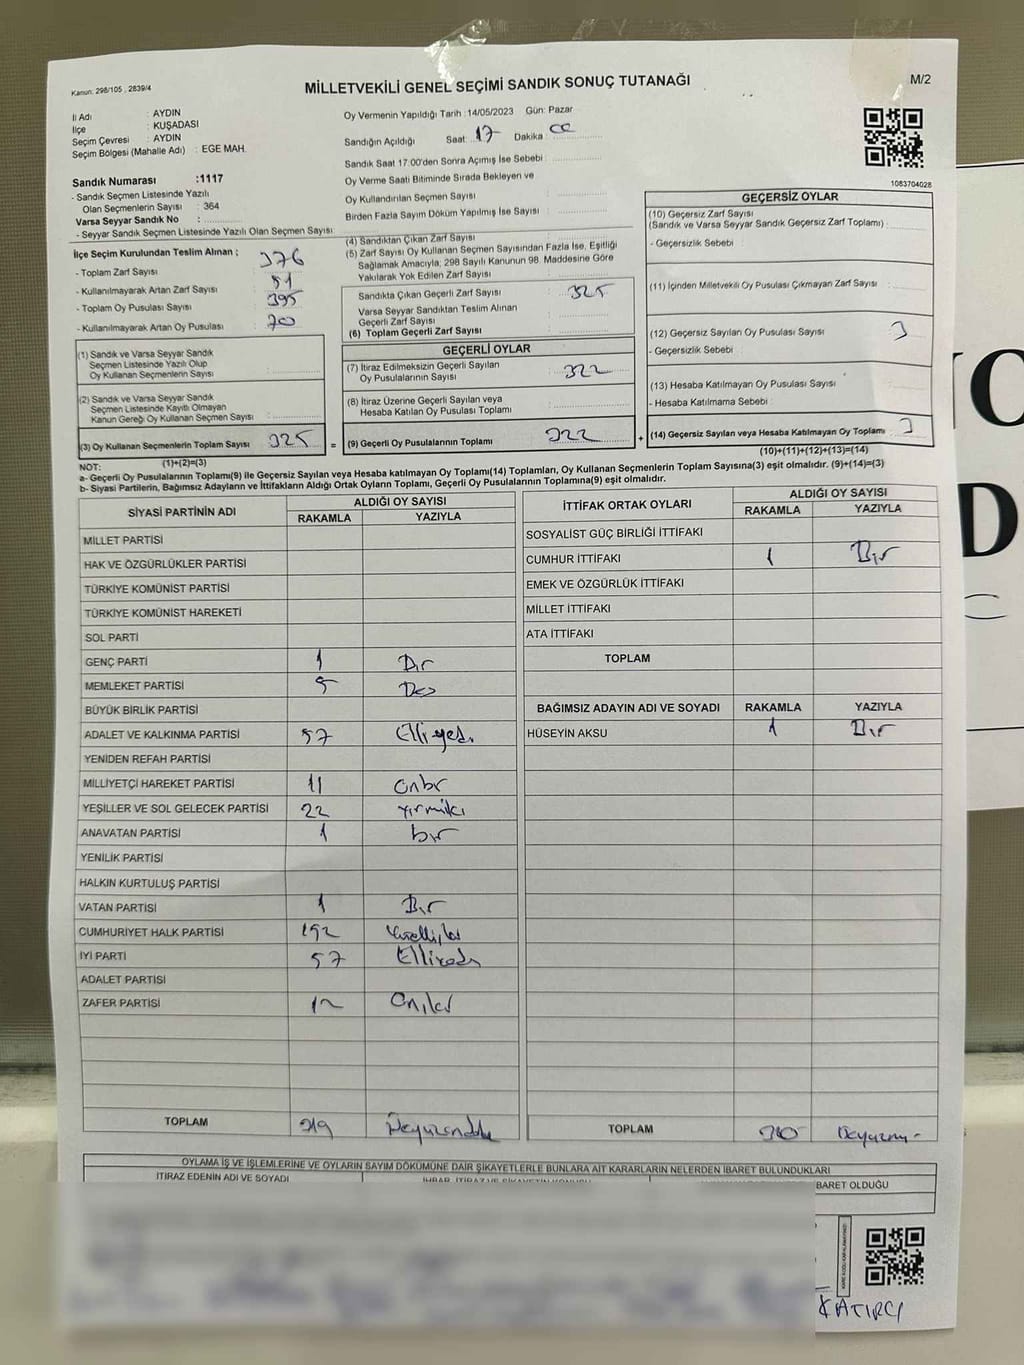 Kanun: 298/105 , 2839/4
MİLLETVEKİLİ GENEL SEÇİMİ SANDIK SONUÇ TUTANAĞI
M/2
İl Adı : AYDIN
İlçe : KUŞADASI
Seçim Çevresi : AYDIN
Seçim Bölgesi (Mahalle Adı) : EGE MAH.
Oy Vermenin Yapıldığı Tarih :14/05/2023 Gün: Pazar
Sandığın Açıldığı Saat : 17 Dakika :
Sandık Saat 17:00'den Sonra Açımış İse Sebebi :
Oy Verme Saati Bitiminde Sırada Bekleyen ve
Oy Kullandırılan Seçmen Sayısı :
Birden Fazla Sayım Döküm Yapılmış İse Sayısı :
1083704028
Sandık Numarası :1117
- Sandık Seçmen Listesinde Yazılı
Olan Seçmenlerin Sayısı : 364
Varsa Seyyar Sandık No :
- Seyyar Sandık Seçmen Listesinde Yazılı Olan Seçmen Sayısı:
İlçe Seçim Kurulundan Teslim Alınan ;
- Toplam Zarf Sayısı : 376
- Kullanılmayarak Artan Zarf Sayısı : 51
- Toplam Oy Pusulası Sayısı : 395
- Kullanılmayarak Artan Oy Pusulası : 70
(4) Sandıktan Çıkan Zarf Sayısı :
(5) Zarf Sayısı Oy Kullanan Seçmen Sayısından Fazla İse, Eşitliği
Sağlamak Amacıyla, 298 Sayılı Kanunun 98. Maddesine Göre
Yakılarak Yok Edilen Zarf Sayısı :
Sandıkta Çıkan Geçerli Zarf Sayısı : 325
Varsa Seyyar Sandıktan Teslim Alınan
Geçerli Zarf Sayısı :
(6) Toplam Geçerli Zarf Sayısı :
GEÇERSİZ OYLAR
(10) Geçersiz Zarf Sayısı
(Sandık ve Varsa Seyyar Sandık Geçersiz Zarf Toplamı) :
- Geçersizlik Sebebi :
(11) İçinden Milletvekili Oy Pusulası Çıkmayan Zarf Sayısı :
(12) Geçersiz Sayılan Oy Pusulası Sayısı : 3
- Geçersizlik Sebebi :
(13) Hesaba Katılmayan Oy Pusulası Sayısı :
- Hesaba Katılmama Sebebi :
(14) Geçersiz Sayılan veya Hesaba Katılmayan Oy Toplamı : 3
(10)+(11)+(12)+(13)=(14)
(1) Sandık ve Varsa Seyyar Sandık
Seçmen Listesinde Yazılı Olup
Oy Kullanan Seçmenlerin Sayısı :
(2) Sandık ve Varsa Seyyar Sandık
Seçmen Listesinde Kayıtlı Olmayan
Kanun Gereği Oy Kullanan Seçmen Sayısı :
(3) Oy Kullanan Seçmenlerin Toplam Sayısı : 325 =
(1)+(2)=(3)
GEÇERLİ OYLAR
(7) İtiraz Edilmeksizin Geçerli Sayılan
Oy Pusulalarının Sayısı : 322
(8) İtiraz Üzerine Geçerli Sayılan veya
Hesaba Katılan Oy Pusulası Toplamı :
(9) Geçerli Oy Pusulalarının Toplamı : 322 +
NOT:
a- Geçerli Oy Pusulalarının Toplamı(9) ile Geçersiz Sayılan veya Hesaba katılmayan Oy Toplamı(14) Toplamları, Oy Kullanan Seçmenlerin Toplam Sayısına(3) eşit olmalıdır. (9)+(14)=(3)
b- Siyasi Partilerin, Bağımsız Adayların ve İttifakların Aldığı Ortak Oyların Toplamı, Geçerli Oy Pusulalarının Toplamına(9) eşit olmalıdır.
SİYASİ PARTİNİN ADI ALDIĞI OY SAYISI
RAKAMLA YAZIYLA
MİLLET PARTİSİ
HAK VE ÖZGÜRLÜKLER PARTİSİ
TÜRKİYE KOMÜNİST PARTİSİ
TÜRKİYE KOMÜNİST HAREKETİ
SOL PARTİ
GENÇ PARTİ 1 Bir
MEMLEKET PARTİSİ 5 Beş
BÜYÜK BİRLİK PARTİSİ
ADALET VE KALKINMA PARTİSİ 57 Elliyedi
YENİDEN REFAH PARTİSİ
MİLLİYETÇİ HAREKET PARTİSİ 11 onbir
YEŞİLLER VE SOL GELECEK PARTİSİ 22 yirmiiki
ANAVATAN PARTİSİ 1 bir
YENİLİK PARTİSİ
HALKIN KURTULUŞ PARTİSİ
VATAN PARTİSİ 1 Bir
CUMHURİYET HALK PARTİSİ 152 Yüzelliiki
İYİ PARTİ 57 Elliyedi
ADALET PARTİSİ
ZAFER PARTİSİ 12 Oniki
TOPLAM 319
İTTİFAK ORTAK OYLARI ALDIĞI OY SAYISI
RAKAMLA YAZIYLA
SOSYALİST GÜÇ BİRLİĞİ İTTİFAKI
CUMHUR İTTİFAKI 1 Bir
EMEK VE ÖZGÜRLÜK İTTİFAKI
MİLLET İTTİFAKI
ATA İTTİFAKI
TOPLAM
BAĞIMSIZ ADAYIN ADI VE SOYADI RAKAMLA YAZIYLA
HÜSEYİN AKSU 1 Bir
TOPLAM
OYLAMA İŞ VE İŞLEMLERİNE VE OYLARIN SAYIM DÖKÜMÜNE DAİR ŞİKAYETLERLE BUNLARA AİT KARARLARIN NELERDEN İBARET BULUNDUKLARI
İTİRAZ EDENİN ADI VE SOYADI
BARET OLDUĞU
KATIRCI